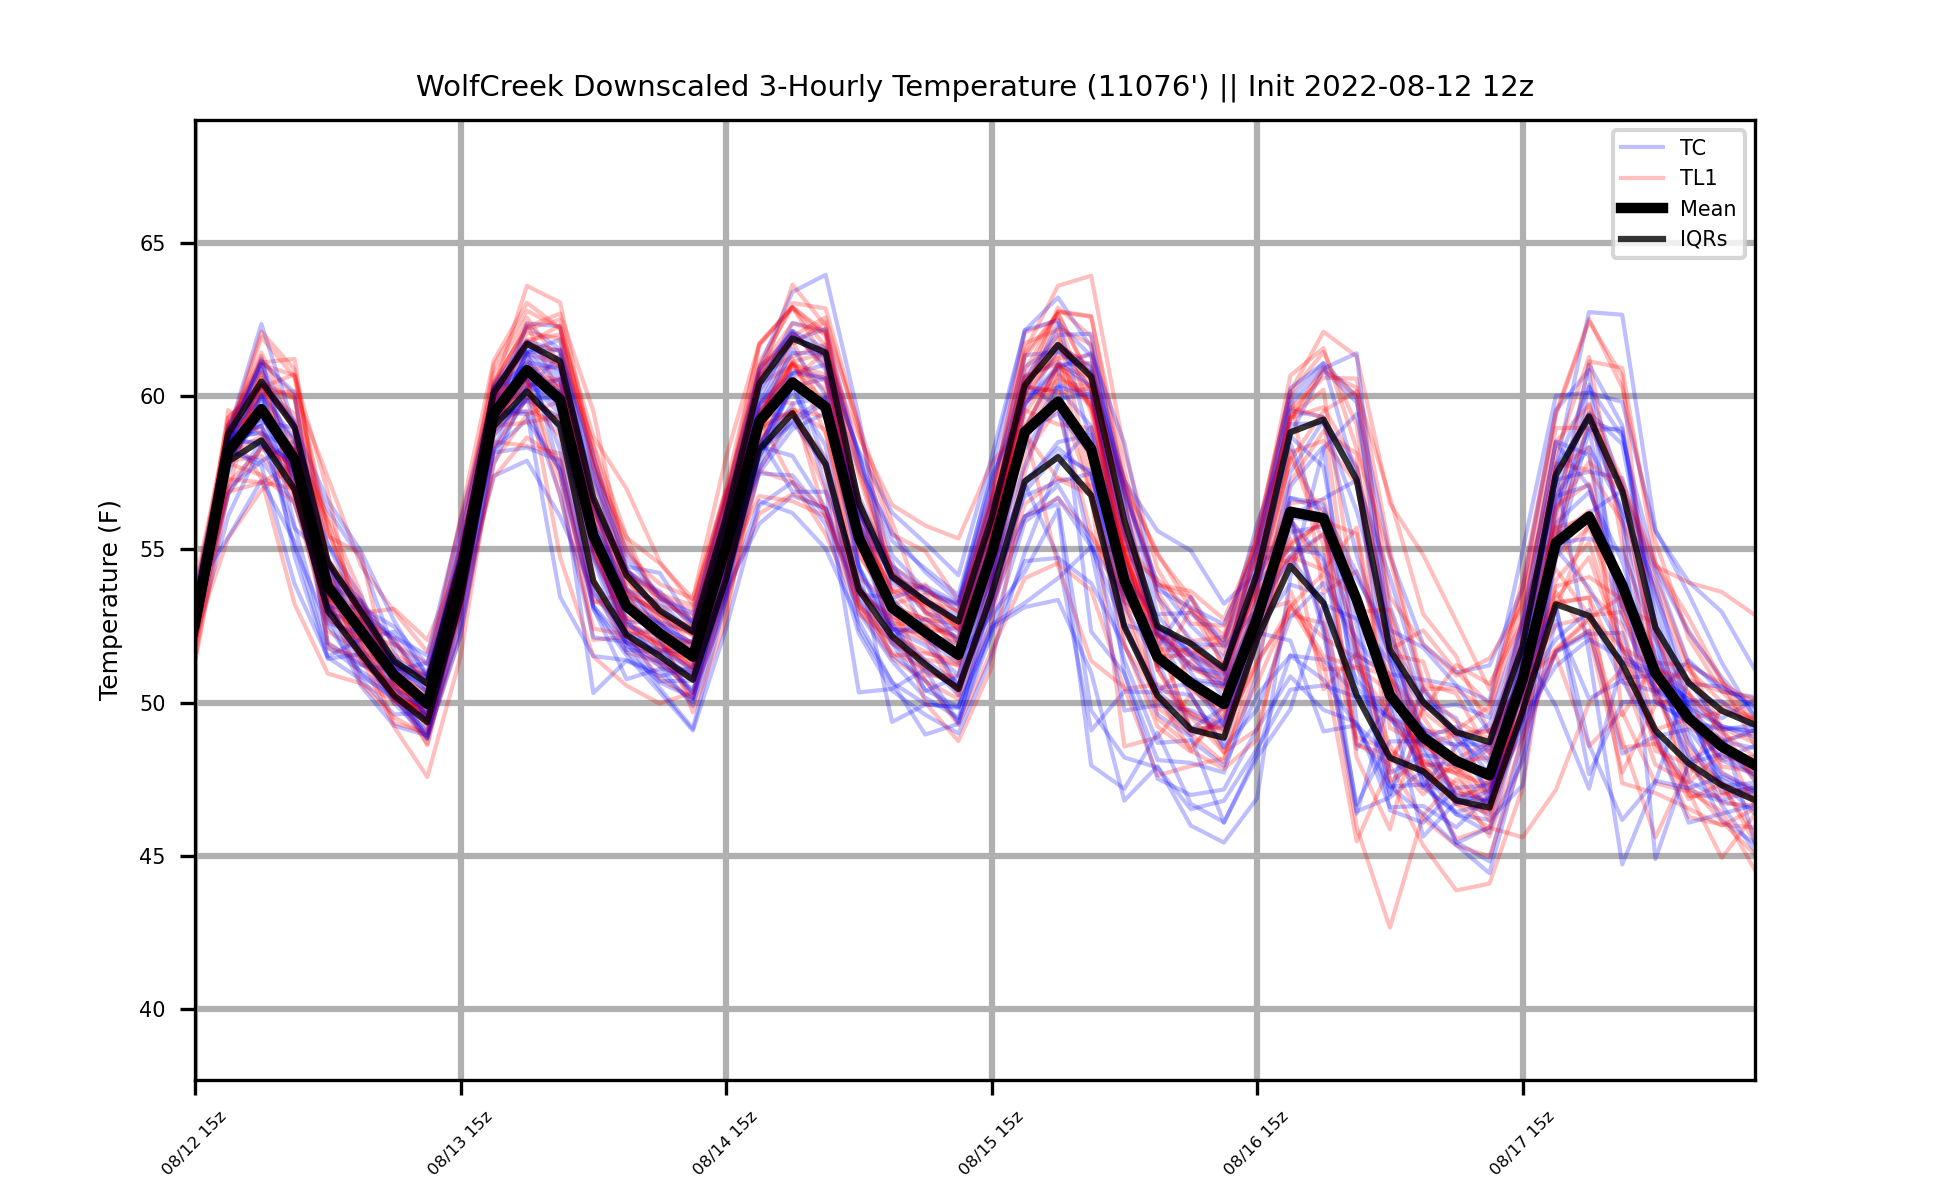 WolfCreek Downscaled 3-Hourly Temperature (11076') || Init 2022-08-12 12z
TC
TL1
Mean
IQRs
Temperature (F)
65
60
55
50
45
40
08/12 15z
08/13 15z
08/14 15z
08/15 15z
08/16 15z
08/17 15z